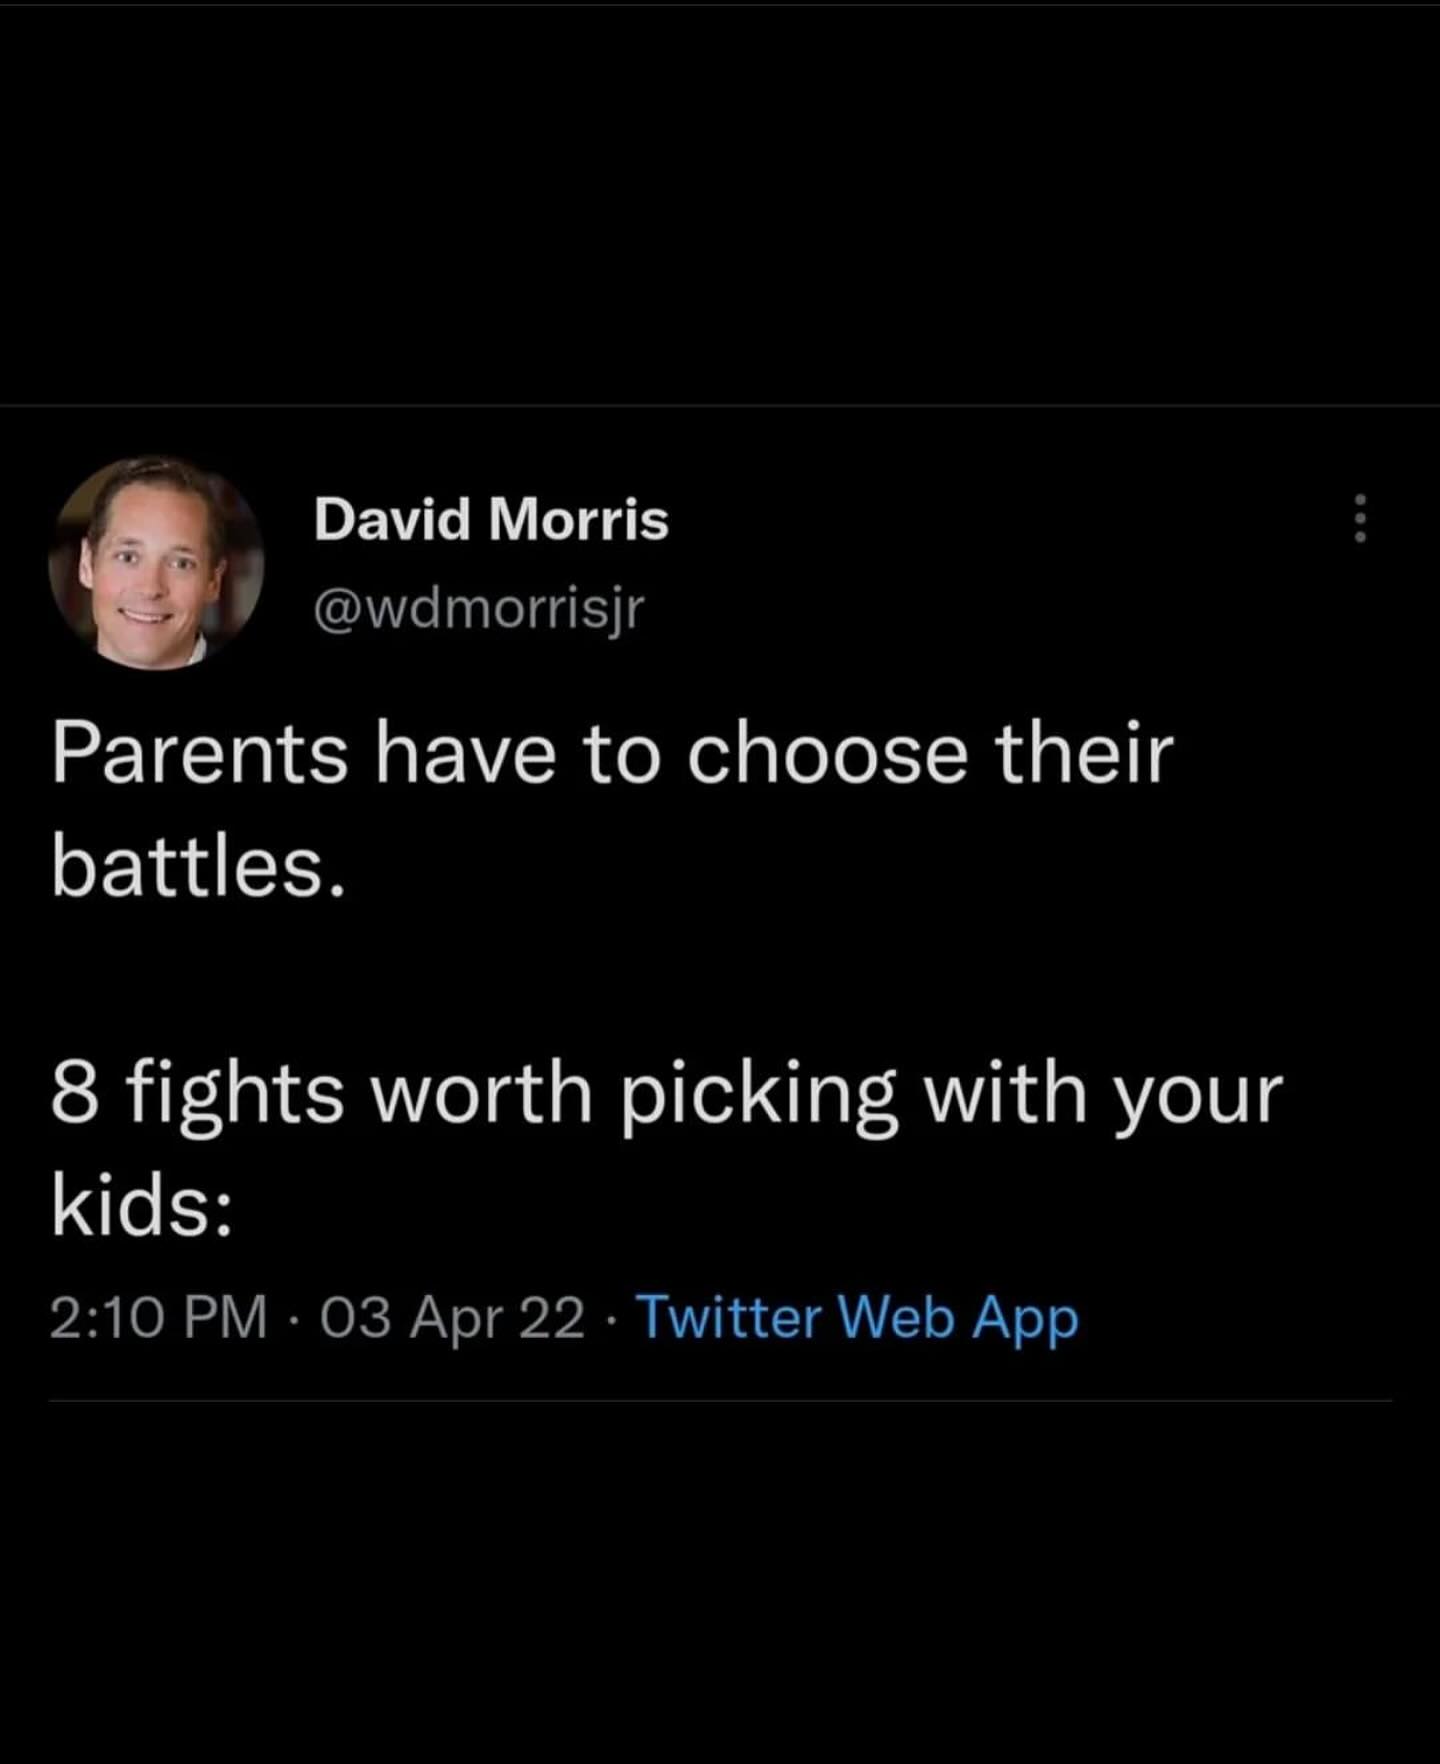 David Morris
@wdmorrisjr
Parents have to choose their
battles.
8 fights worth picking with your
kids:
2:10 PM · 03 Apr 22 · Twitter Web App